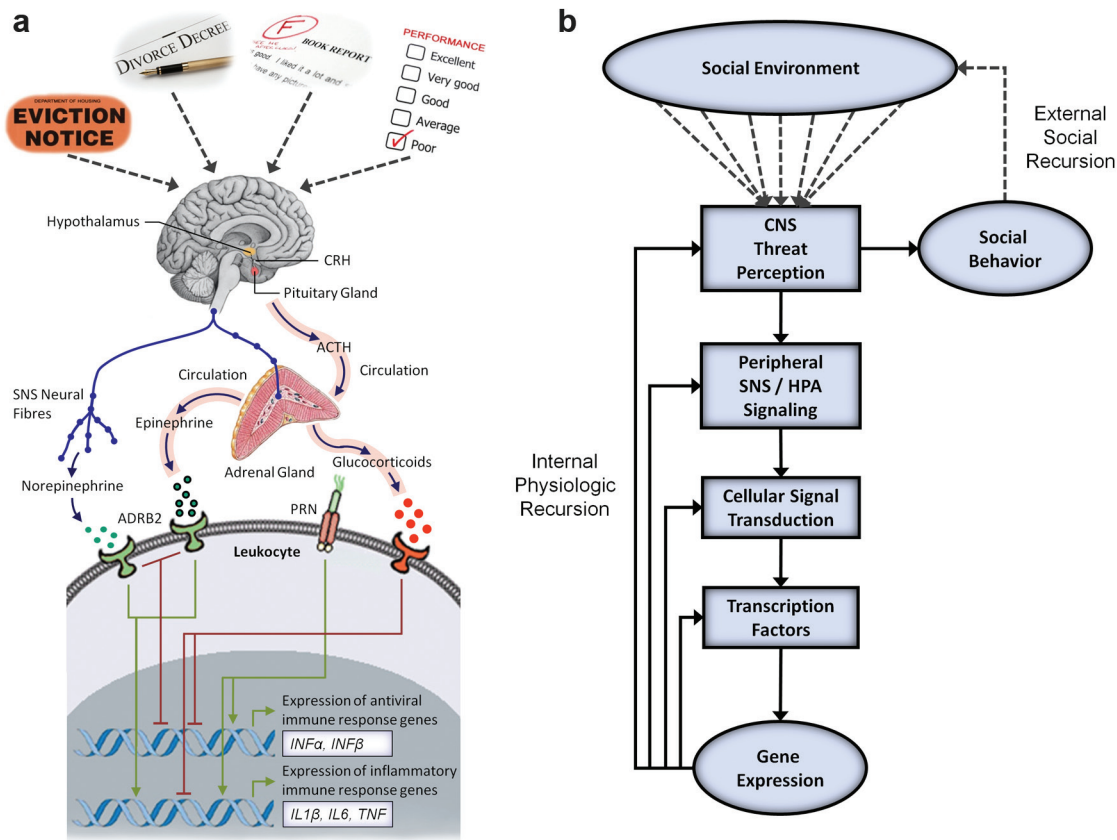 a
DEPARTMENT OF HOUSING
EVICTION
NOTICE
DIVORCE DECREE
F
SEE ME
AFTER CLASS!
BOOK REPORT
good. I liked it a lot and
have any pictu
PERFORMANCE
Excellent
Very good
Good
Average
Poor
Hypothalamus
CRH
Pituitary Gland
ACTH
Circulation
Circulation
SNS Neural
Fibres
Epinephrine
Adrenal Gland
Glucocorticoids
Norepinephrine
ADRB2
PRN
Leukocyte
Expression of antiviral
immune response genes
INFα, INFβ
Expression of inflammatory
immune response genes
IL1β, IL6, TNF
b
Social Environment
External
Social
Recursion
CNS
Threat
Perception
Social
Behavior
Peripheral
SNS / HPA
Signaling
Internal
Physiologic
Recursion
Cellular Signal
Transduction
Transcription
Factors
Gene
Expression